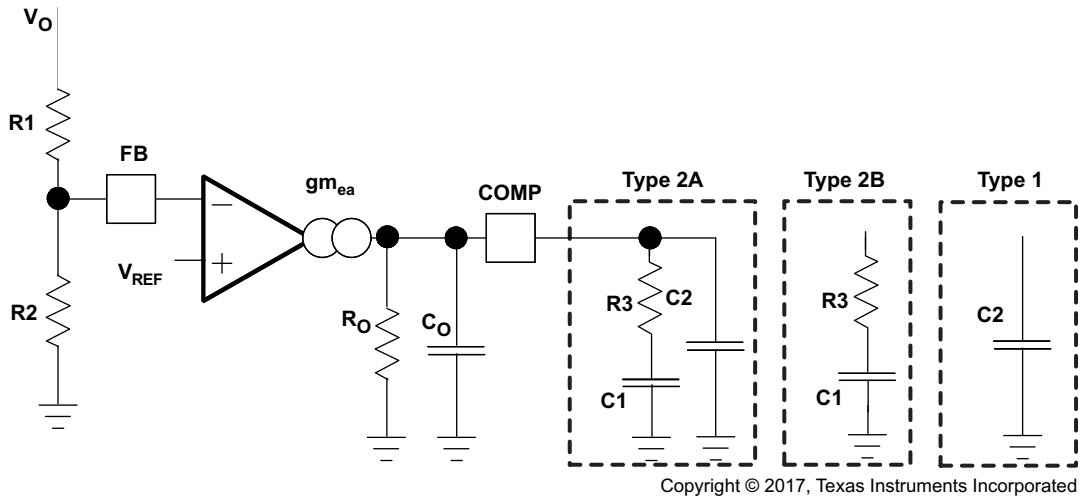 VO
R1
FB
gmea
COMP
Type 2A
Type 2B
Type 1
VREF
R2
RO
CO
R3
C2
C1
R3
C1
C2
Copyright © 2017, Texas Instruments Incorporated